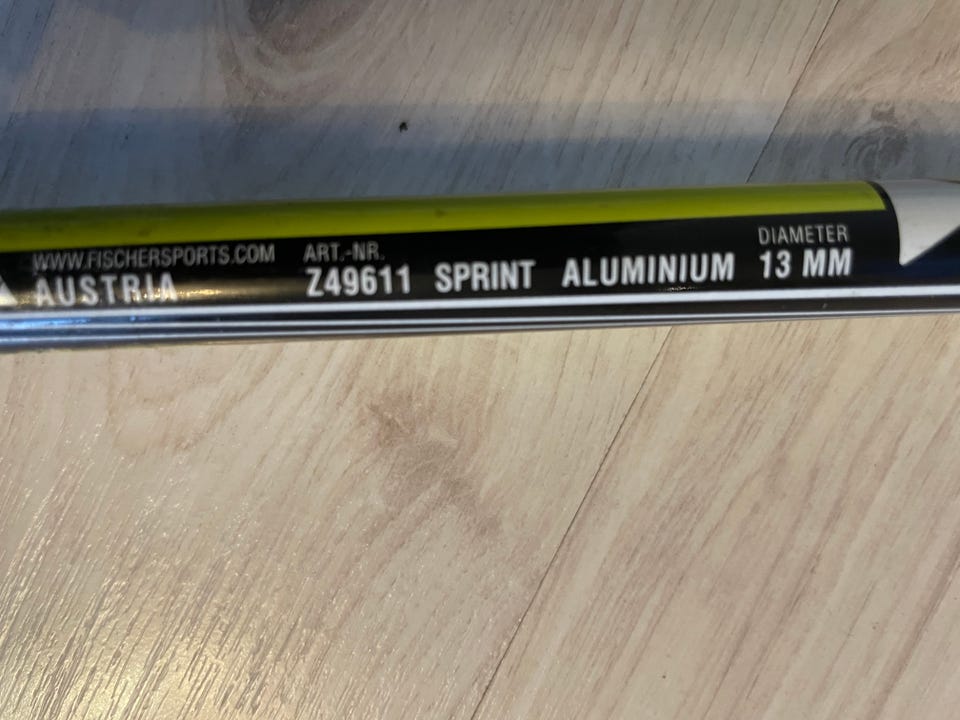 WWW.FISCHERSPORTS.COM
AUSTRIA
ART.-NR.
Z49611 SPRINT ALUMINIUM
DIAMETER
13 MM